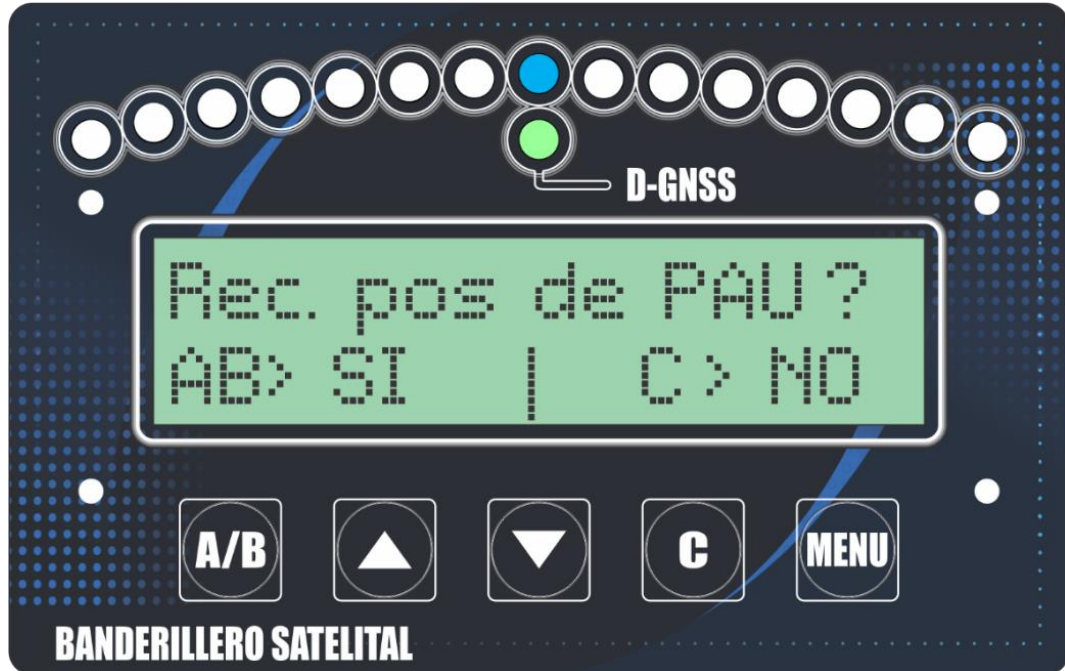 D-GNSS
Rec. pos de PAU ?
AB> SI | C > NO
A/B
C
MENU
BANDERILLERO SATELITAL